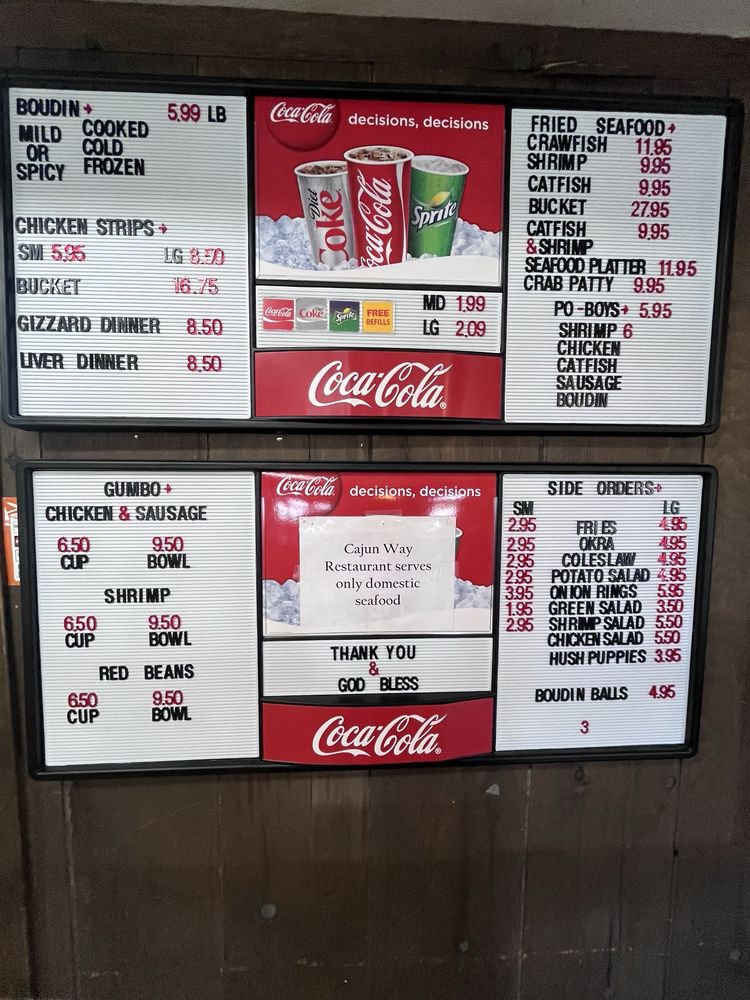 BOUDIN→ 5.99 LB
MILD COOKED
OR COLD
SPICY FROZEN
CHICKEN STRIPS→
SM 5.95 LG 8.50
BUCKET 16.75
GIZZARD DINNER 8.50
LIVER DINNER 8.50
Coca-Cola decisions, decisions
Diet Coke Coca-Cola Sprite
Coca-Cola Coke Sprite FREE REFILLS
MD 1.99
LG 2.09
Coca-Cola®
FRIED SEAFOOD→
CRAWFISH 11.95
SHRIMP 9.95
CATFISH 9.95
BUCKET 27.95
CATFISH 9.95
& SHRIMP
SEAFOOD PLATTER 11.95
CRAB PATTY 9.95
PO-BOYS→ 5.95
SHRIMP 6
CHICKEN
CATFISH
SAUSAGE
BOUDIN
GUMBO→
CHICKEN & SAUSAGE
6.50 9.50
CUP BOWL
SHRIMP
6.50 9.50
CUP BOWL
RED BEANS
6.50 9.50
CUP BOWL
Coca-Cola decisions, decisions
Cajun Way
Restaurant serves
only domestic
seafood
THANK YOU
&
GOD BLESS
Coca-Cola®
SIDE ORDERS→
SM LG
2.95 FRIES 4.95
2.95 OKRA 4.95
2.95 COLESLAW 4.95
2.95 POTATO SALAD 4.95
3.95 ONION RINGS 5.95
1.95 GREEN SALAD 3.50
2.95 SHRIMP SALAD 5.50
CHICKEN SALAD 5.50
HUSH PUPPIES 3.95
BOUDIN BALLS 4.95
3